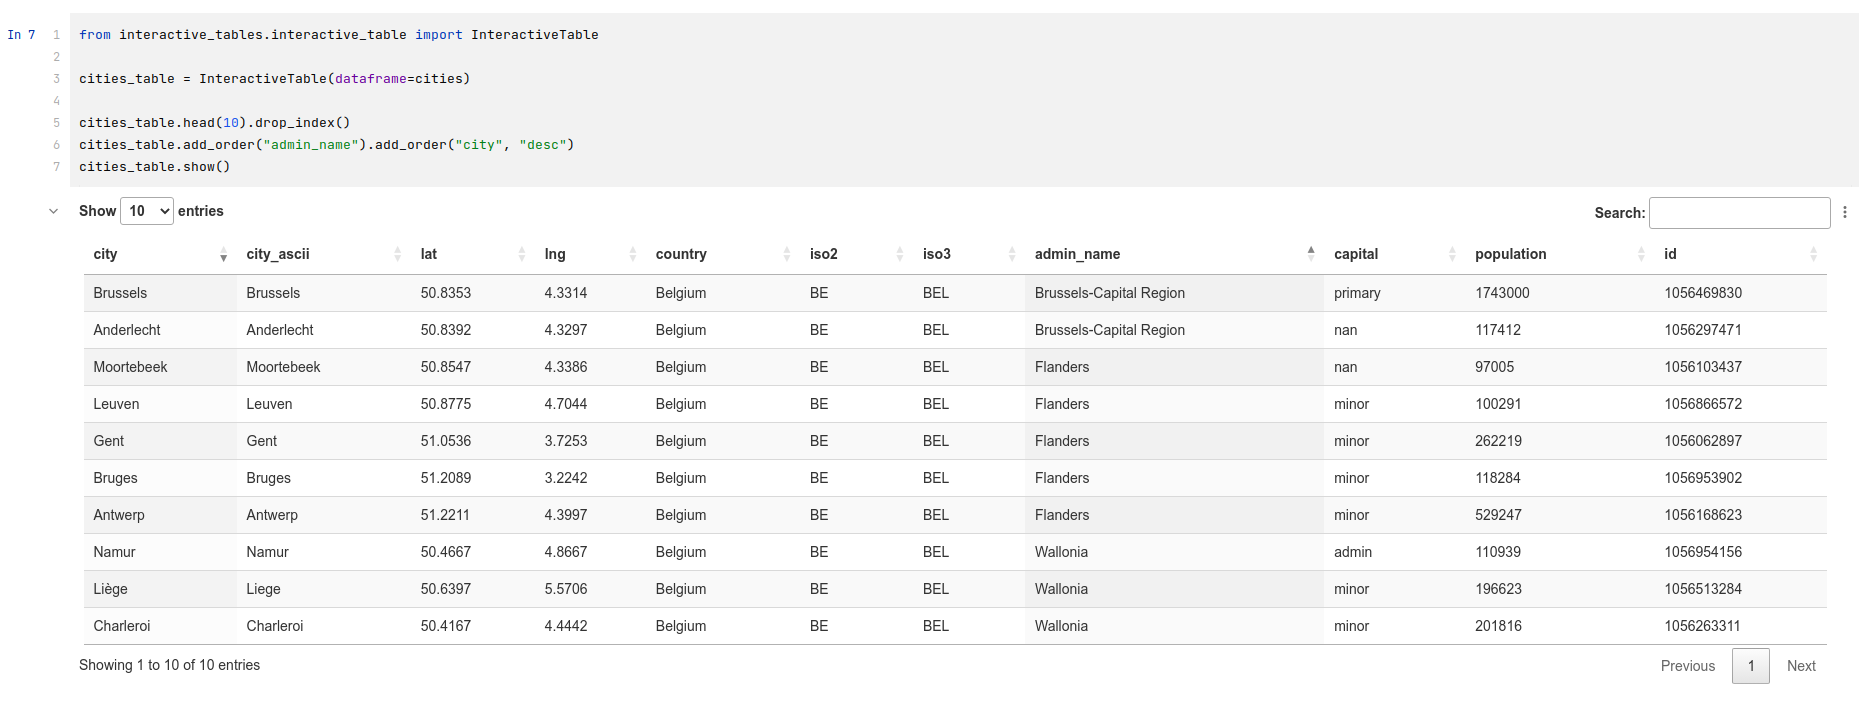 In 7
1 from interactive_tables.interactive_table import InteractiveTable
2
3 cities_table = InteractiveTable(dataframe=cities)
4
5 cities_table.head(10).drop_index()
6 cities_table.add_order("admin_name").add_order("city", "desc")
7 cities_table.show()
Show 10 entries Search:
city city_ascii lat lng country iso2 iso3 admin_name capital population id
Brussels Brussels 50.8353 4.3314 Belgium BE BEL Brussels-Capital Region primary 1743000 1056469830
Anderlecht Anderlecht 50.8392 4.3297 Belgium BE BEL Brussels-Capital Region nan 117412 1056297471
Moortebeek Moortebeek 50.8547 4.3386 Belgium BE BEL Flanders nan 97005 1056103437
Leuven Leuven 50.8775 4.7044 Belgium BE BEL Flanders minor 100291 1056866572
Gent Gent 51.0536 3.7253 Belgium BE BEL Flanders minor 262219 1056062897
Bruges Bruges 51.2089 3.2242 Belgium BE BEL Flanders minor 118284 1056953902
Antwerp Antwerp 51.2211 4.3997 Belgium BE BEL Flanders minor 529247 1056168623
Namur Namur 50.4667 4.8667 Belgium BE BEL Wallonia admin 110939 1056954156
Liège Liege 50.6397 5.5706 Belgium BE BEL Wallonia minor 196623 1056513284
Charleroi Charleroi 50.4167 4.4442 Belgium BE BEL Wallonia minor 201816 1056263311
Showing 1 to 10 of 10 entries Previous 1 Next